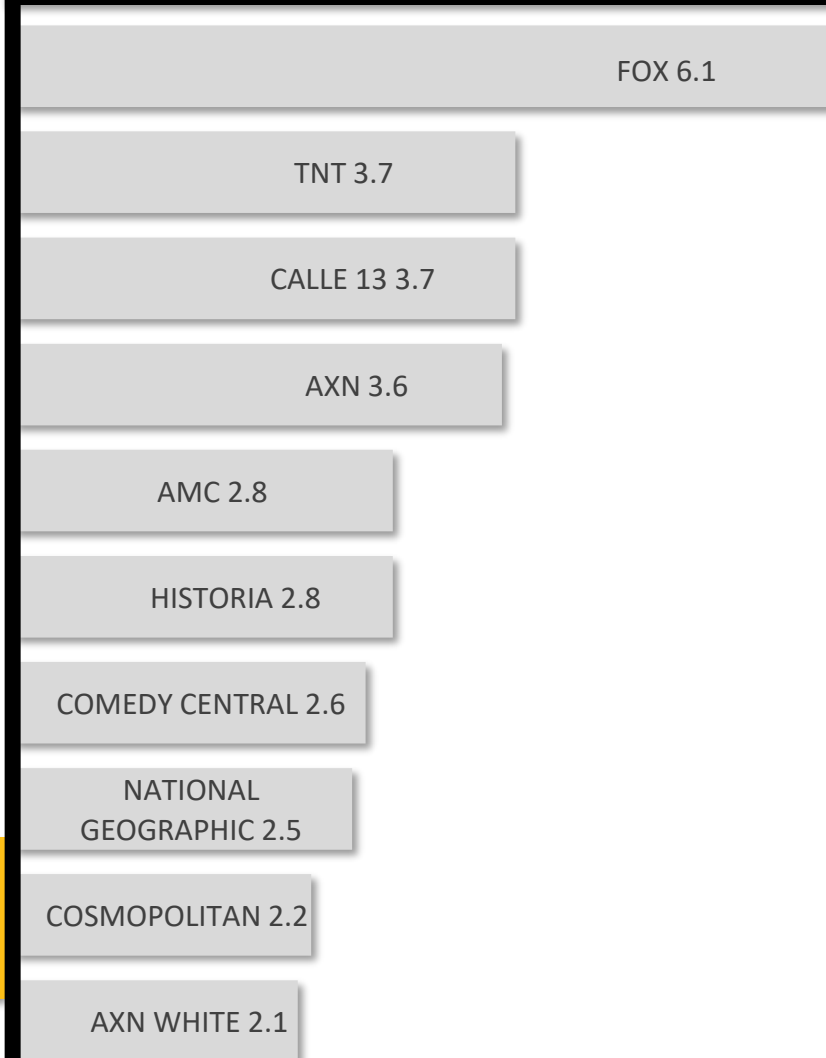 FOX 6.1
TNT 3.7
CALLE 13 3.7
AXN 3.6
AMC 2.8
HISTORIA 2.8
COMEDY CENTRAL 2.6
NATIONAL
GEOGRAPHIC 2.5
COSMOPOLITAN 2.2
AXN WHITE 2.1